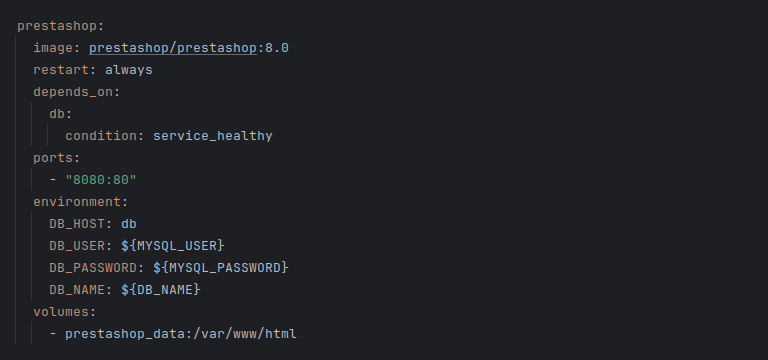 prestashop:
  image: prestashop/prestashop:8.0
  restart: always
  depends_on:
    db:
      condition: service_healthy
  ports:
    - "8080:80"
  environment:
    DB_HOST: db
    DB_USER: ${MYSQL_USER}
    DB_PASSWORD: ${MYSQL_PASSWORD}
    DB_NAME: ${DB_NAME}
  volumes:
    - prestashop_data:/var/www/html